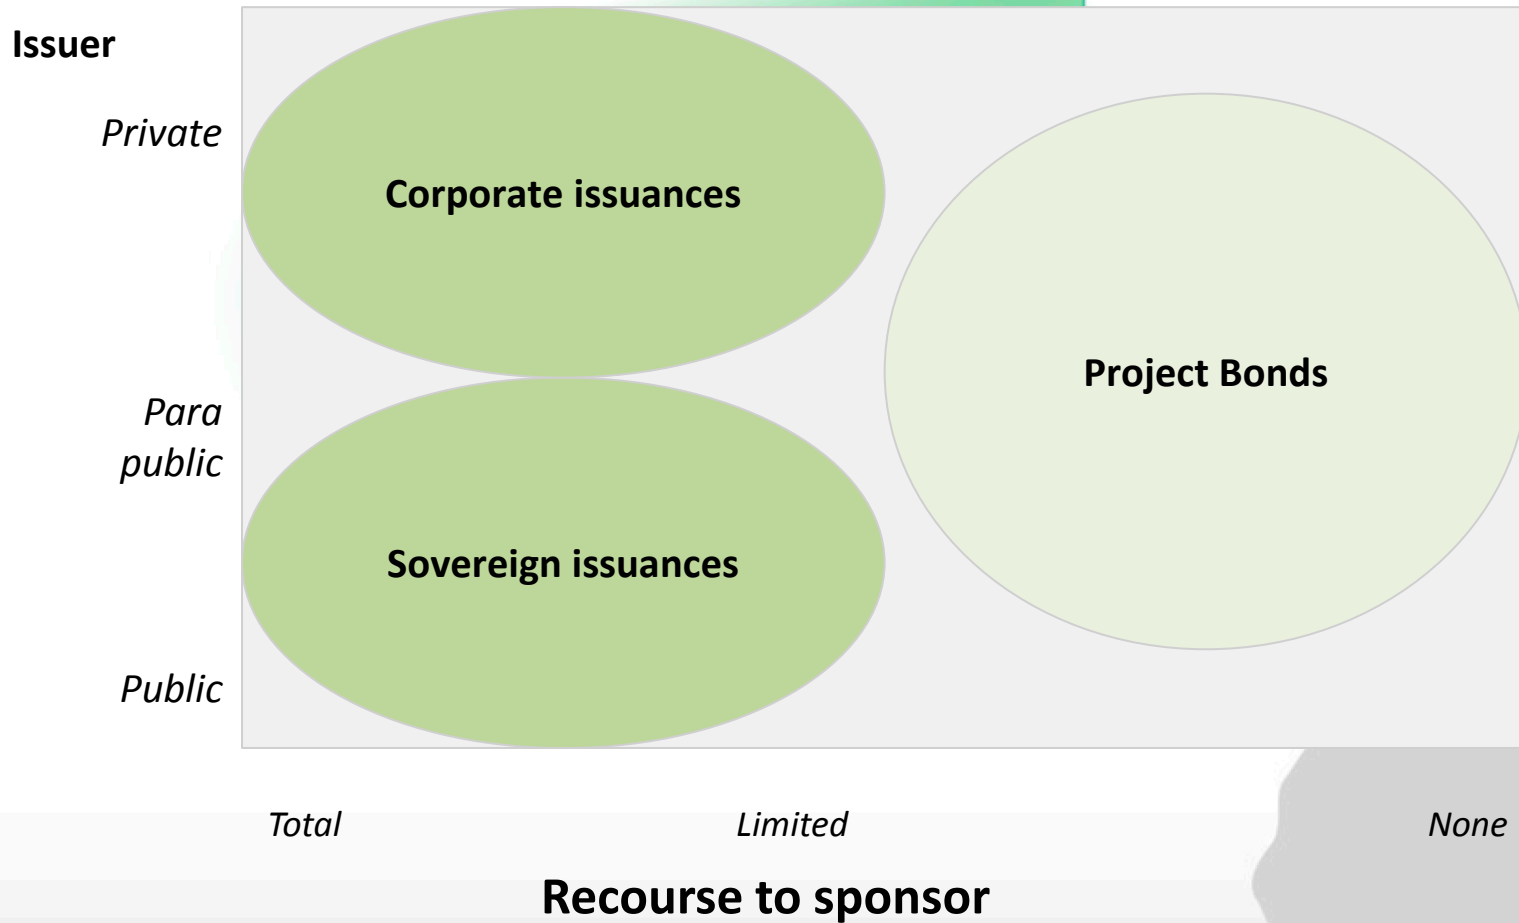 Issuer
Private
Corporate issuances
Project Bonds
Para
public
Sovereign issuances
Public
Total
Limited
None
Recourse to sponsor